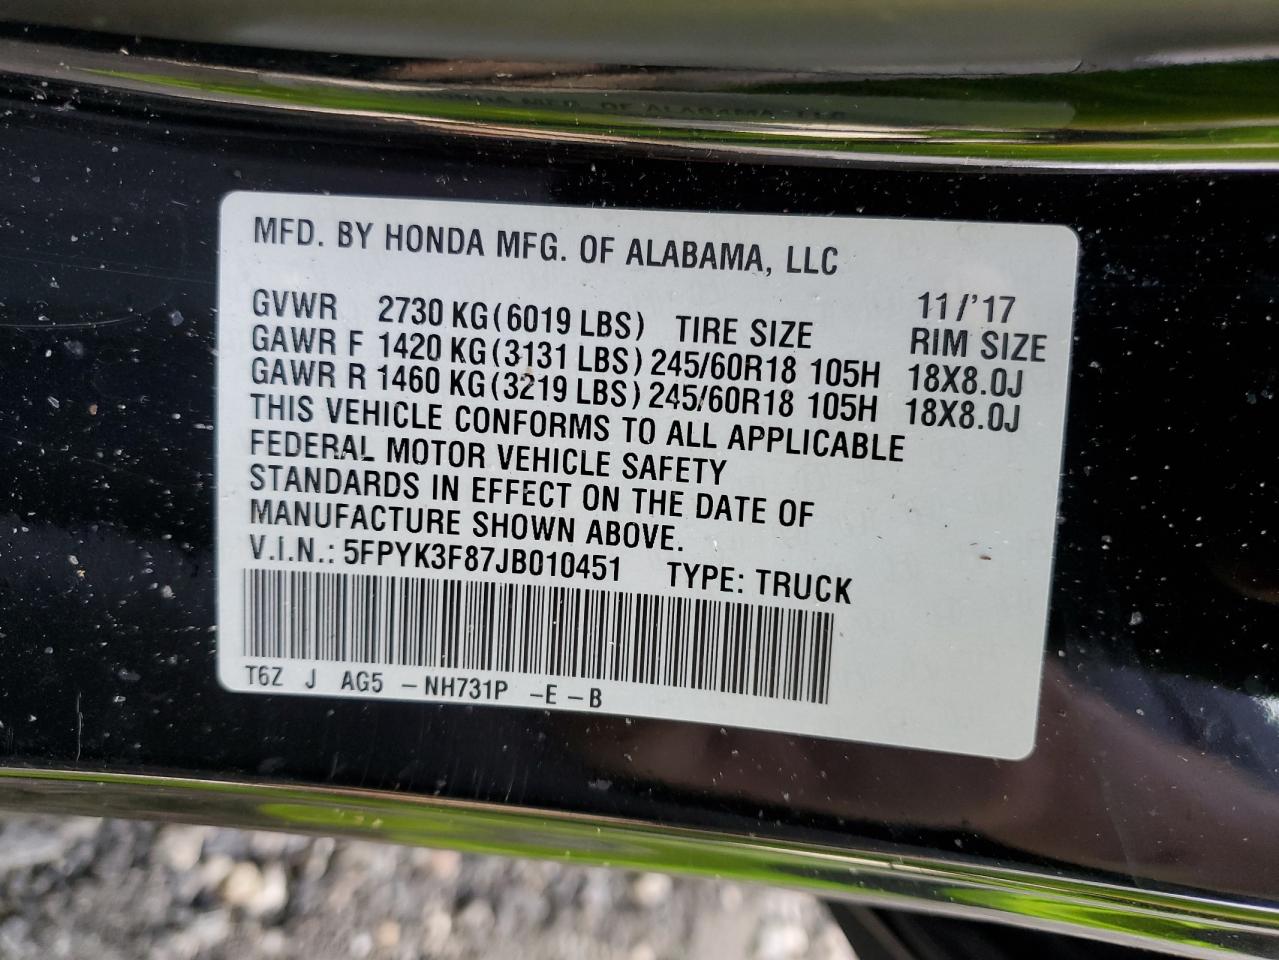 MFD. BY HONDA MFG. OF ALABAMA, LLC
GVWR 2730 KG(6019 LBS) TIRE SIZE 11/'17
RIM SIZE
GAWR F 1420 KG(3131 LBS) 245/60R18 105H 18X8.0J
GAWR R 1460 KG(3219 LBS) 245/60R18 105H 18X8.0J
THIS VEHICLE CONFORMS TO ALL APPLICABLE
FEDERAL MOTOR VEHICLE SAFETY
STANDARDS IN EFFECT ON THE DATE OF
MANUFACTURE SHOWN ABOVE.
V.I.N.: 5FPYK3F87JB010451 TYPE: TRUCK
T6Z J AG5 -NH731P -E-B